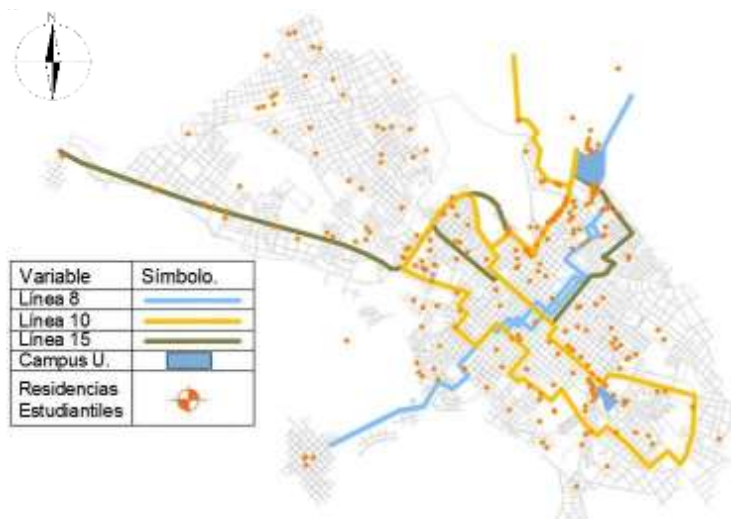 N
Variable Símbolo.
Línea 8
Línea 10
Línea 15
Campus U.
Residencias
Estudiantiles